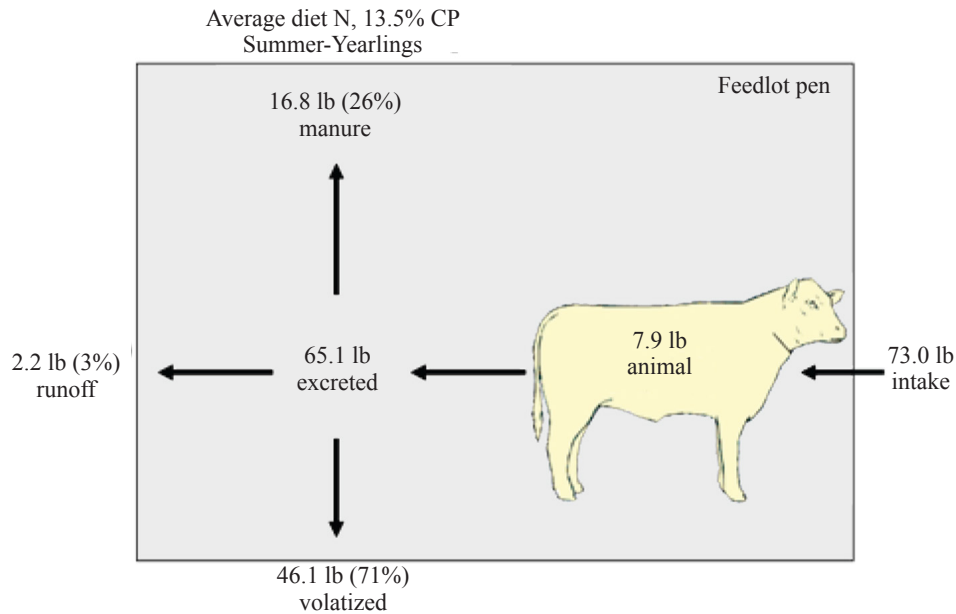 Average diet N, 13.5% CP
Summer-Yearlings
Feedlot pen
16.8 lb (26%)
manure
2.2 lb (3%)
runoff
65.1 lb
excreted
7.9 lb
animal
73.0 lb
intake
46.1 lb (71%)
volatized